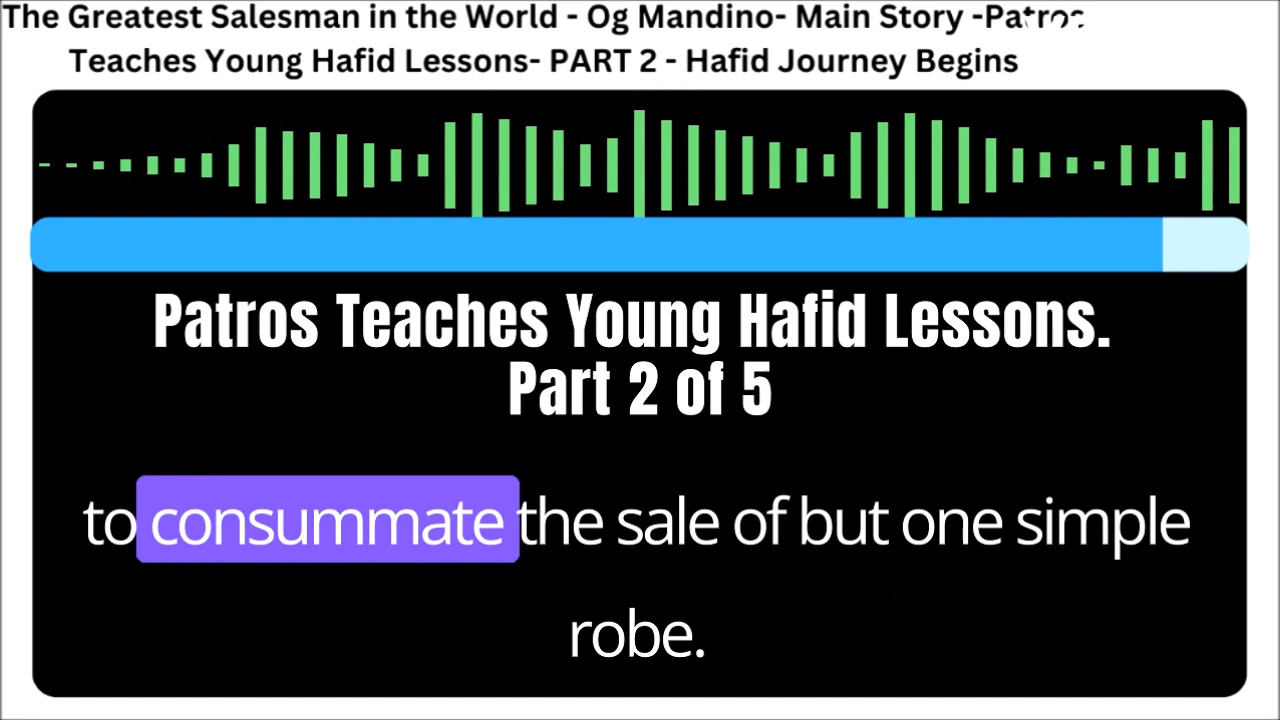 The Greatest Salesman in the World - Og Mandino- Main Story -Patros
Teaches Young Hafid Lessons- PART 2 - Hafid Journey Begins
Patros Teaches Young Hafid Lessons.
Part 2 of 5
to consummate the sale of but one simple
robe.